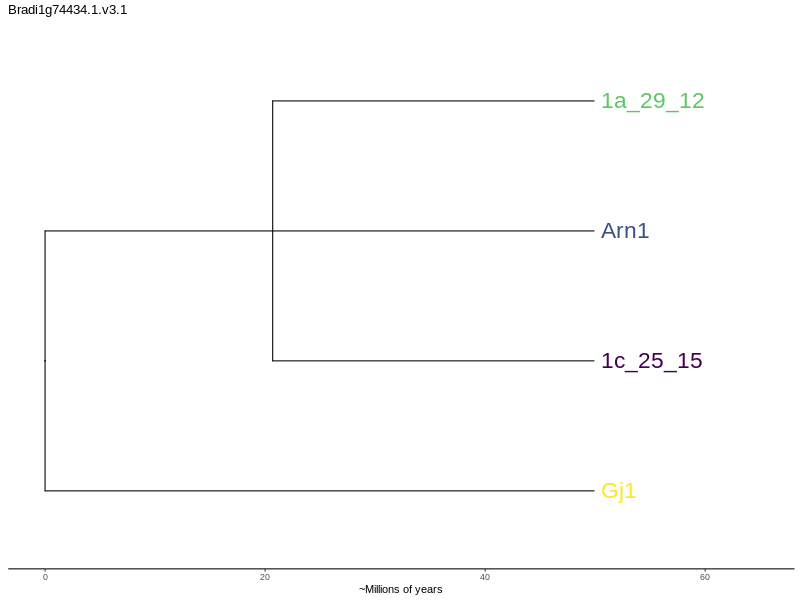 Bradi1g74434.1.v3.1
1a_29_12
Arn1
1c_25_15
Gj1
0 20 40 60
~Millions of years